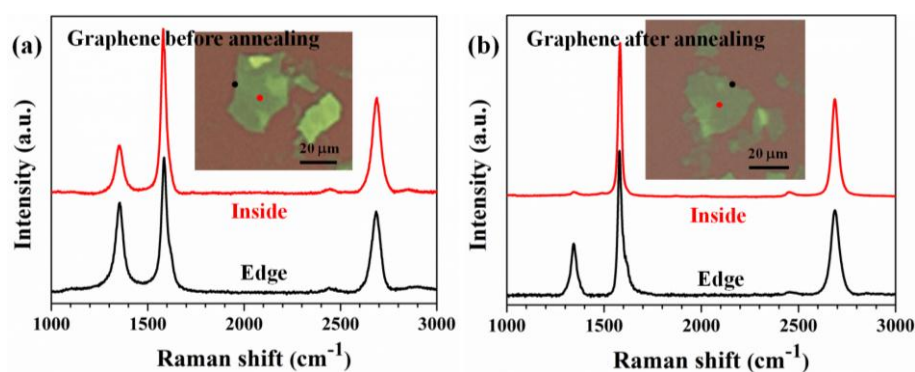 (a) Graphene before annealing
20 μm
Intensity (a.u.)
Inside
Edge
1000 1500 2000 2500 3000
Raman shift (cm⁻¹)
(b) Graphene after annealing
20 μm
Intensity (a.u.)
Inside
Edge
1000 1500 2000 2500 3000
Raman shift (cm⁻¹)